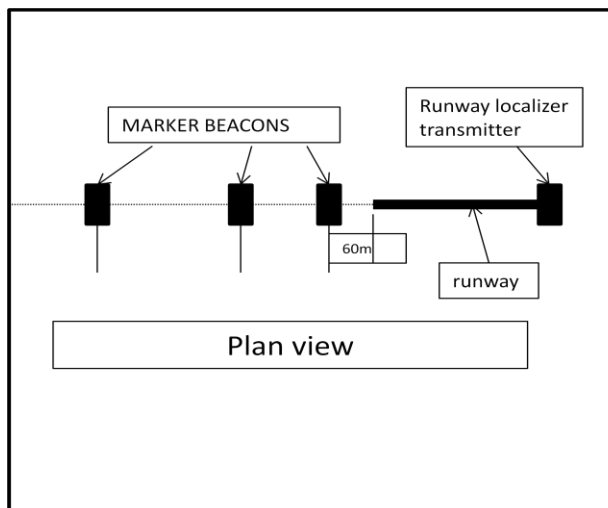 MARKER BEACONS
Runway localizer
transmitter
60m
runway
Plan view